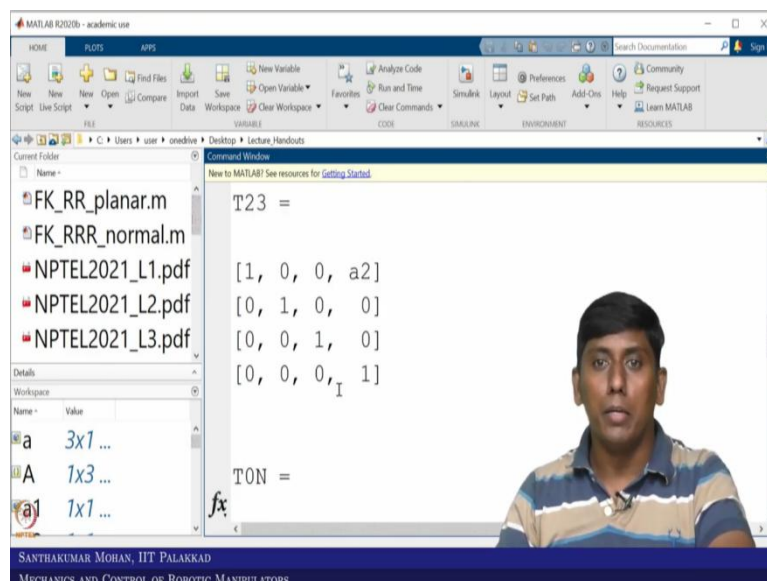 MATLAB R2020b - academic use
HOME PLOTS APPS
Search Documentation
Sign
New Script
New Live Script
New
Open
Find Files
Compare
Import Data
Save Workspace
New Variable
Open Variable
Clear Workspace
Favorites
Analyze Code
Run and Time
Clear Commands
Simulink
Layout
Preferences
Set Path
Add-Ons
Help
Community
Request Support
Learn MATLAB
FILE VARIABLE CODE SIMULINK ENVIRONMENT RESOURCES
C: Users user onedrive Desktop Lecture_Handouts
Current Folder
Name
FK_RR_planar.m
FK_RRR_normal.m
NPTEL2021_L1.pdf
NPTEL2021_L2.pdf
NPTEL2021_L3.pdf
Details
Workspace
Name Value
a 3x1 ...
A 1x3 ...
a1 1x1 ...
NPTEL
Command Window
New to MATLAB? See resources for Getting Started.
T23 =
[1, 0, 0, a2]
[0, 1, 0, 0]
[0, 0, 1, 0]
[0, 0, 0, 1]
T0N =
fx
SANTHAKUMAR MOHAN, IIT PALAKKAD
MECHANICS AND CONTROL OF ROBOTIC MANIPULATORS